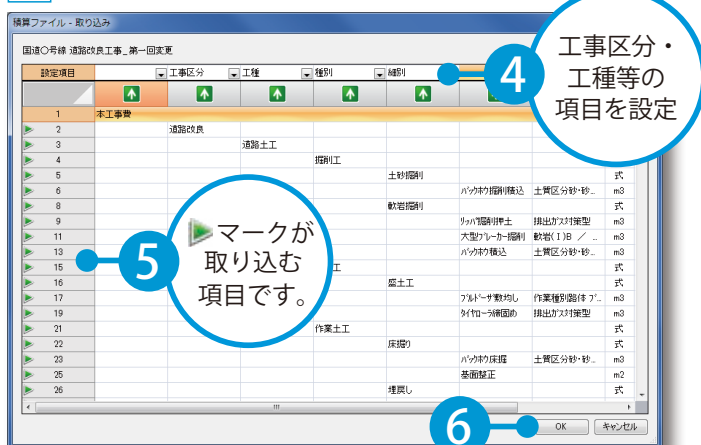 積算ファイル - 取り込み
国道○号線 道路改良工事_第一回変更
設定項目 工事区分 工種 種別 細別
4 工事区分・
工種等の
項目を設定
1 本工事費
2 道路改良
3 道路土工
4 掘削工
5 土砂掘削 式
6 バックホウ掘削積込 土質区分砂・砂... m3
8 軟岩掘削 式
9 リッパ掘削押土 排出ガス対策型 m3
11 大型ブレーカー掘削 軟岩(Ⅰ)B ／ ... m3
13 バックホウ積込 土質区分砂・砂... m3
15 工 式
16 盛土工 式
17 ブルドーザ敷均し m3
19 タイヤローラ締固め 排出ガス対策型 m3
21 作業土工 式
22 床掘り 式
23 バックホウ床掘 土質区分砂・砂... m3
25 基面整正 m2
26 埋戻し 式
5 マークが
取り込む
項目です。
6 OK キャンセル